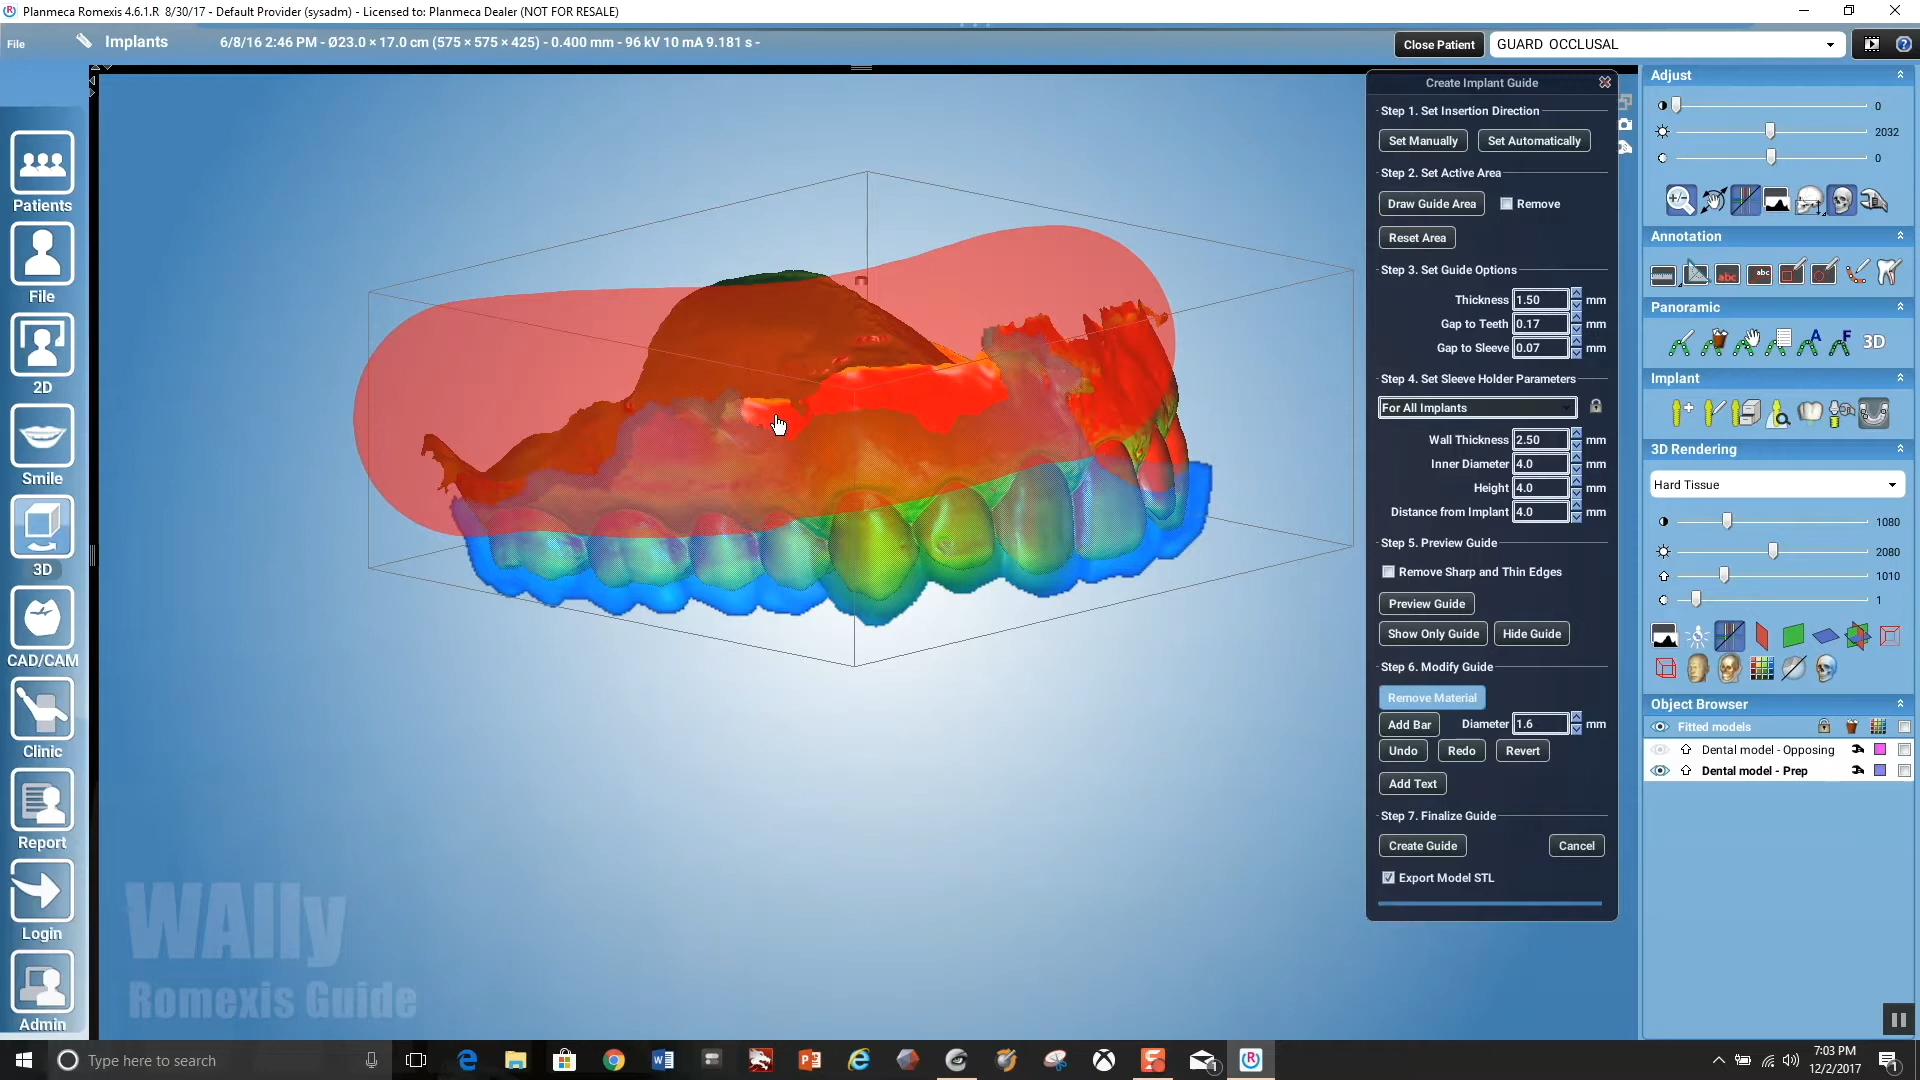 Planmeca Romexis 4.6.1.R 8/30/17 - Default Provider (sysadm) - Licensed to: Planmeca Dealer (NOT FOR RESALE)
File
Implants
6/8/16 2:46 PM - Ø23.0 × 17.0 cm (575 × 575 × 425) - 0.400 mm - 96 kV 10 mA 9.181 s -
Close Patient
GUARD OCCLUSAL
Patients
File
2D
Smile
3D
CAD/CAM
Clinic
Report
Login
Admin
WAlly
Romexis Guide
Create Implant Guide
Step 1. Set Insertion Direction
Set Manually
Set Automatically
Step 2. Set Active Area
Draw Guide Area
Remove
Reset Area
Step 3. Set Guide Options
Thickness 1.50 mm
Gap to Teeth 0.17 mm
Gap to Sleeve 0.07 mm
Step 4. Set Sleeve Holder Parameters
For All Implants
Wall Thickness 2.50 mm
Inner Diameter 4.0 mm
Height 4.0 mm
Distance from Implant 4.0 mm
Step 5. Preview Guide
Remove Sharp and Thin Edges
Preview Guide
Show Only Guide
Hide Guide
Step 6. Modify Guide
Remove Material
Add Bar
Diameter 1.6 mm
Undo
Redo
Revert
Add Text
Step 7. Finalize Guide
Create Guide
Cancel
Export Model STL
Adjust
0
2032
0
Annotation
abc
abc
Panoramic
A
F
3D
Implant
3D Rendering
Hard Tissue
1080
2080
1010
1
Object Browser
Fitted models
Dental model - Opposing
Dental model - Prep
Type here to search
7:03 PM
12/2/2017